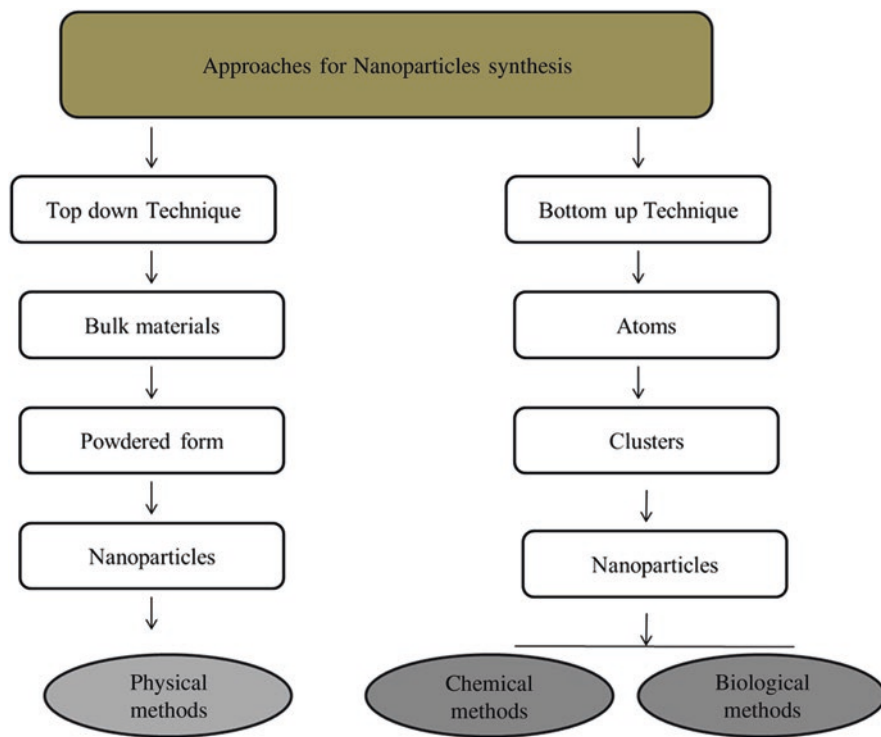 Approaches for Nanoparticles synthesis
Top down Technique
Bulk materials
Powdered form
Nanoparticles
Physical
methods
Bottom up Technique
Atoms
Clusters
Nanoparticles
Chemical
methods
Biological
methods